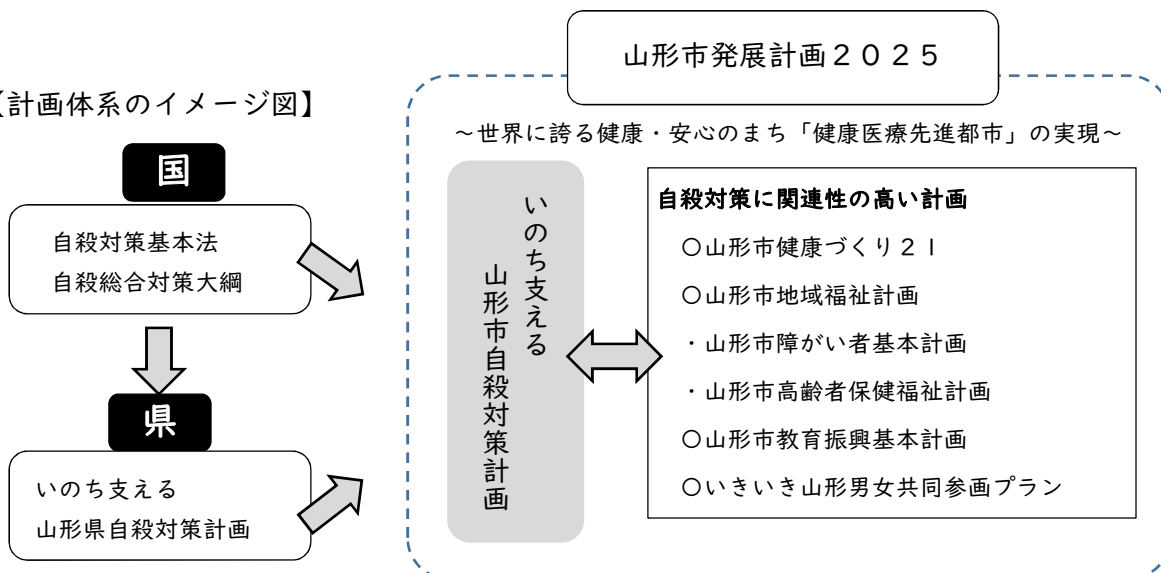 【計画体系のイメージ図】
国
自殺対策基本法
自殺総合対策大綱
県
いのち支える
山形県自殺対策計画
山形市発展計画2025
～世界に誇る健康・安心のまち「健康医療先進都市」の実現～
いのち支える
山形市自殺対策計画
自殺対策に関連性の高い計画
○山形市健康づくり21
○山形市地域福祉計画
・山形市障がい者基本計画
・山形市高齢者保健福祉計画
○山形市教育振興基本計画
○いきいき山形男女共同参画プラン